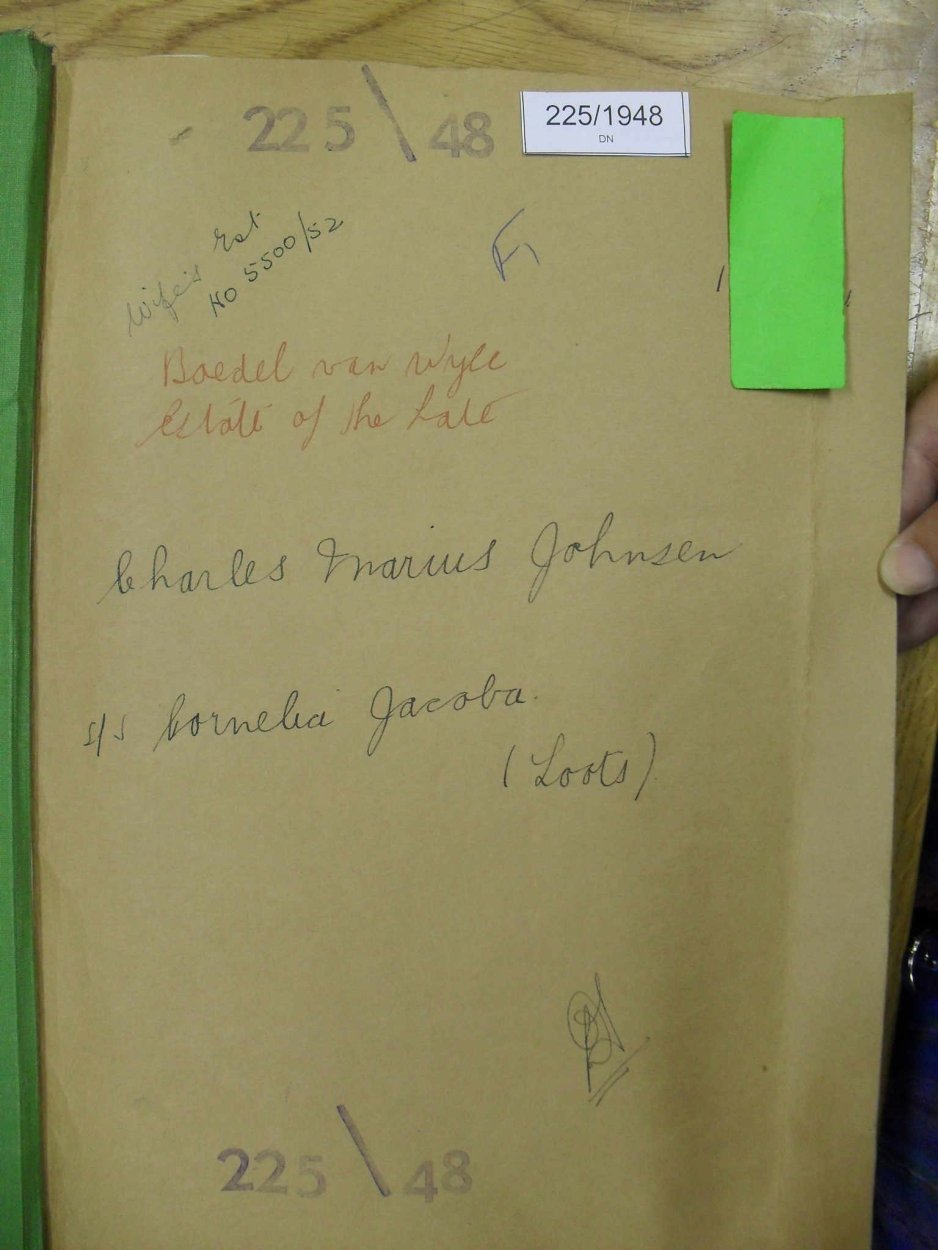 225 \ 48
225/1948
DN
Wife's Est
No 5500/52
Boedel van Wyle
Estate of the Late
Charles Marius Johnsen
s/s Cornelia Jacoba.
(Loots)
225 \ 48